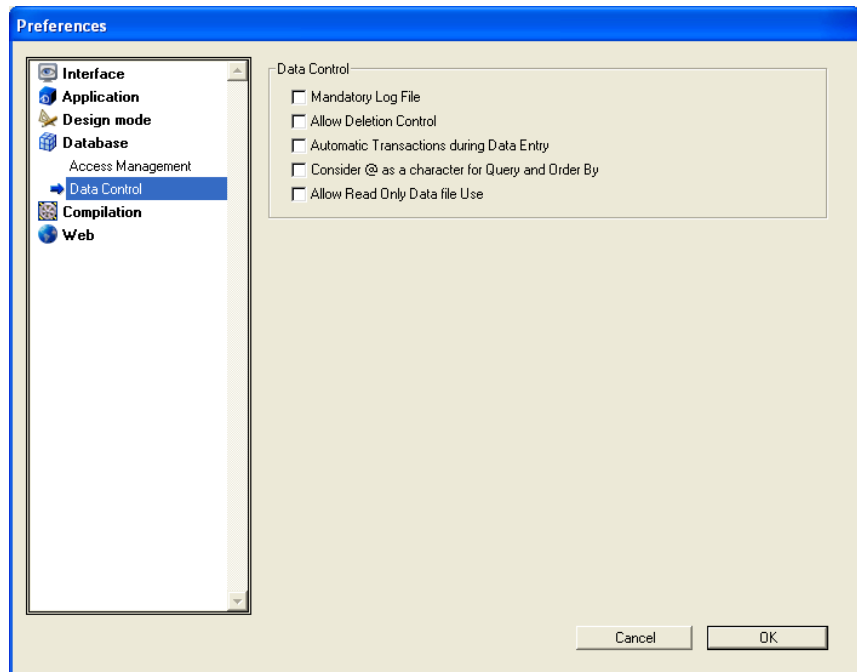 Preferences
Interface
Application
Design mode
Database
Access Management
Data Control
Compilation
Web
Data Control
Mandatory Log File
Allow Deletion Control
Automatic Transactions during Data Entry
Consider @ as a character for Query and Order By
Allow Read Only Data file Use
Cancel
OK